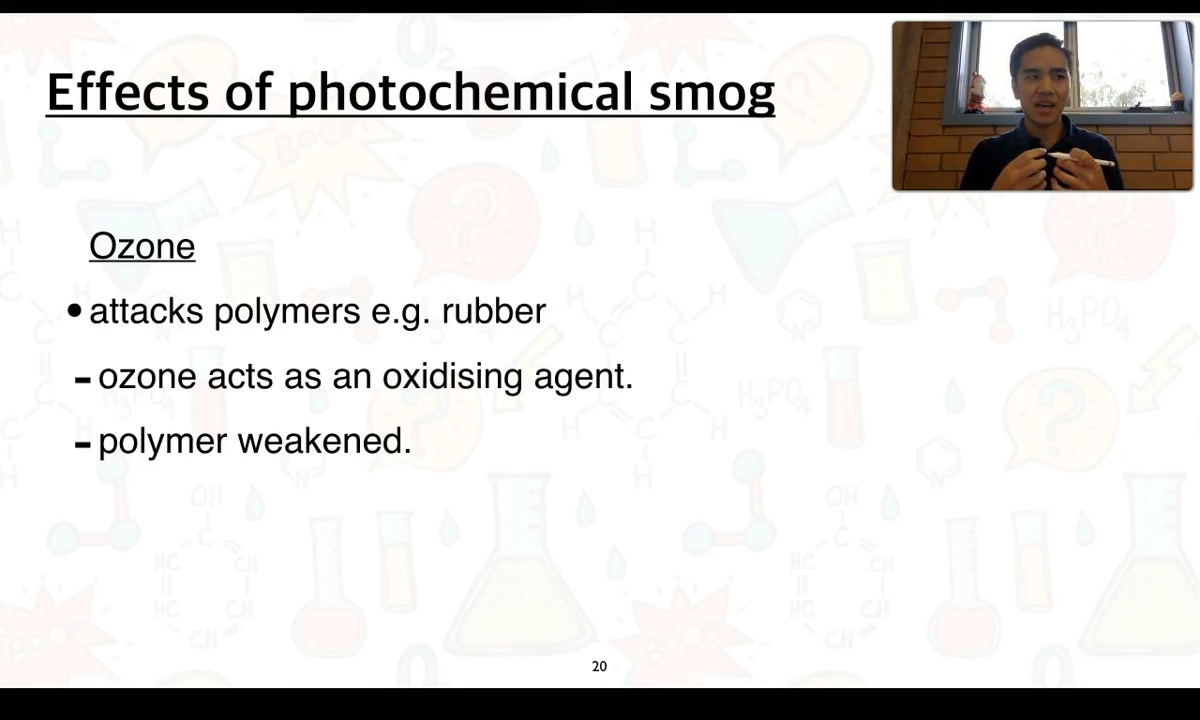 Effects of photochemical smog
Ozone
•attacks polymers e.g. rubber
-ozone acts as an oxidising agent.
-polymer weakened.
20